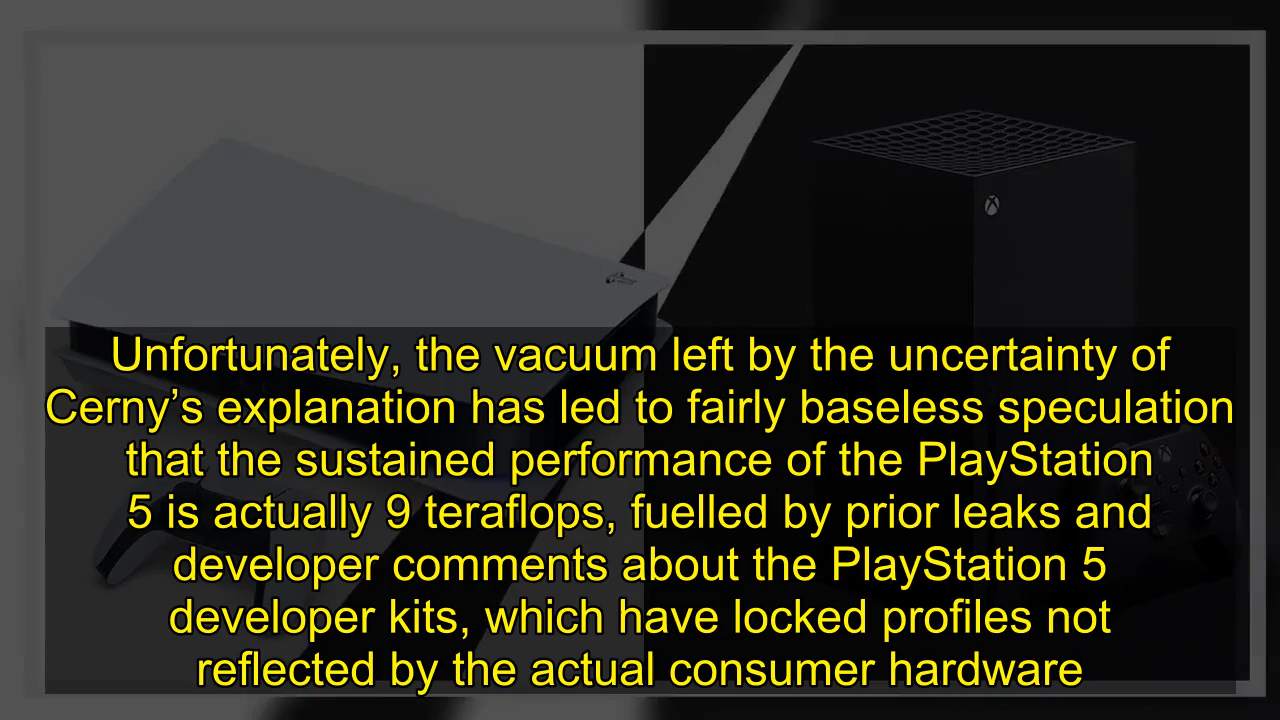 Unfortunately, the vacuum left by the uncertainty of
Cerny’s explanation has led to fairly baseless speculation
that the sustained performance of the PlayStation
5 is actually 9 teraflops, fuelled by prior leaks and
developer comments about the PlayStation 5
developer kits, which have locked profiles not
reflected by the actual consumer hardware